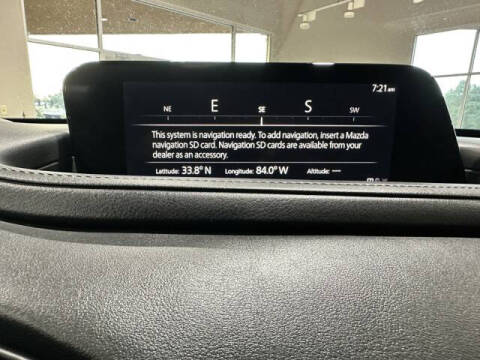 7:21 AM
NE E SE S SW
This system is navigation ready. To add navigation, insert a Mazda
navigation SD card. Navigation SD cards are available from your
dealer as an accessory.
Latitude: 33.8° N Longitude: 84.0° W Altitude: ---